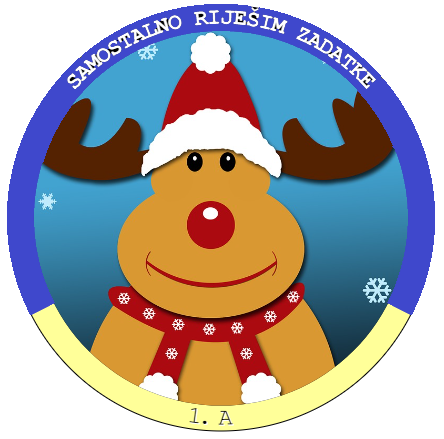 SAMOSTALNO RIJEŠIM ZADATKE
1. A